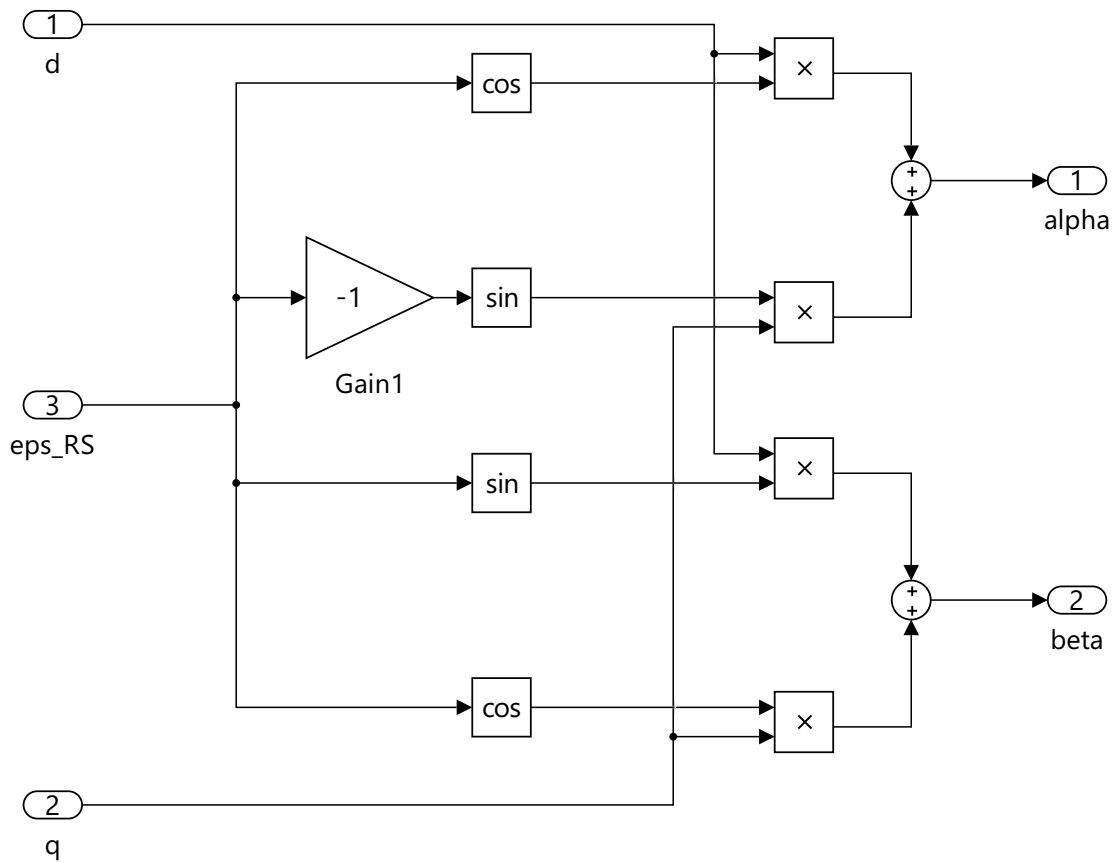 1
d
cos
×
+
+
1
alpha
-1
sin
×
Gain1
3
eps_RS
sin
×
+
+
2
beta
cos
×
2
q